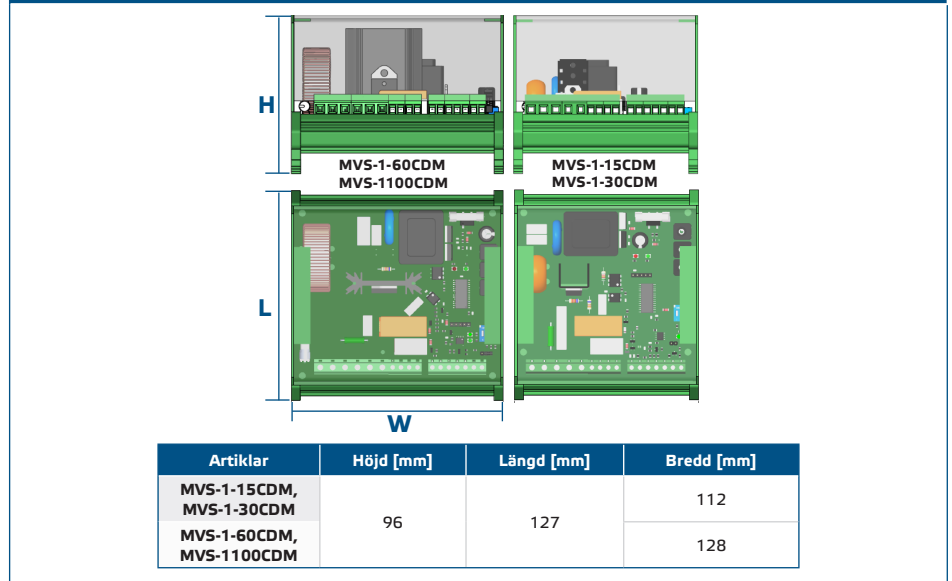 H
MVS-1-60CDM
MVS-1100CDM
MVS-1-15CDM
MVS-1-30CDM
L
W
Artiklar Höjd [mm] Längd [mm] Bredd [mm]
MVS-1-15CDM,
MVS-1-30CDM
96 127 112
MVS-1-60CDM,
MVS-1100CDM
128